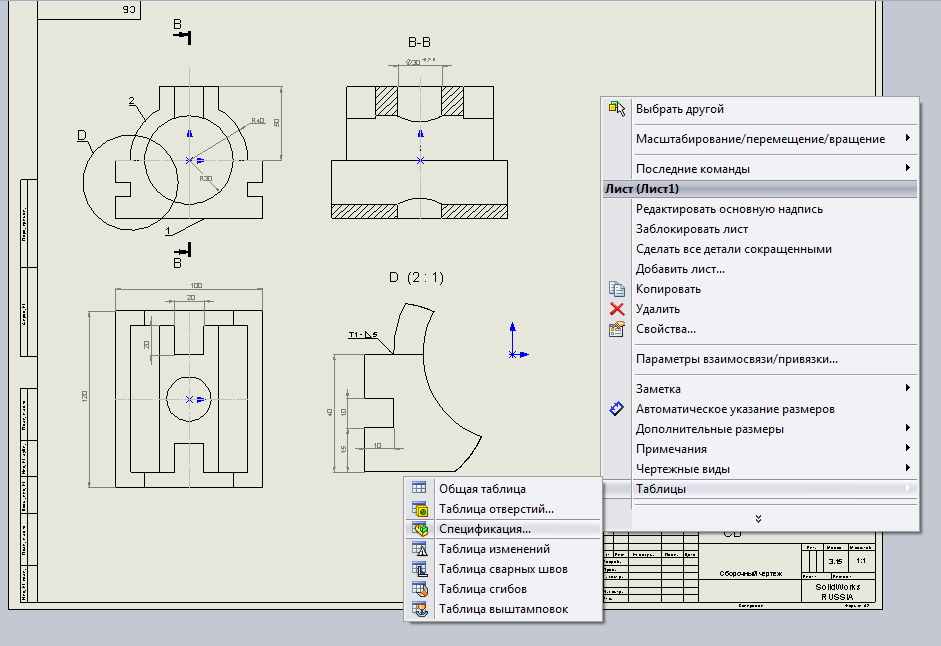 СБ
B
B-B
Ø30
2
D
R40
50
R30
1
B
100
20
20
120
D (2 : 1)
T1-⊿5
40
10
15
10
Выбрать другой
Масштабирование/перемещение/вращение
Последние команды
Лист (Лист1)
Редактировать основную надпись
Заблокировать лист
Сделать все детали сокращенными
Добавить лист...
Копировать
Удалить
Свойства...
Параметры взаимосвязи/привязки...
Заметка
Автоматическое указание размеров
Дополнительные размеры
Примечания
Чертежные виды
Таблицы
Общая таблица
Таблица отверстий...
Спецификация...
Таблица изменений
Таблица сварных швов
Таблица сгибов
Таблица выштамповок
СБ
Сборочный чертеж
3.15
1:1
SolidWorks
RUSSIA